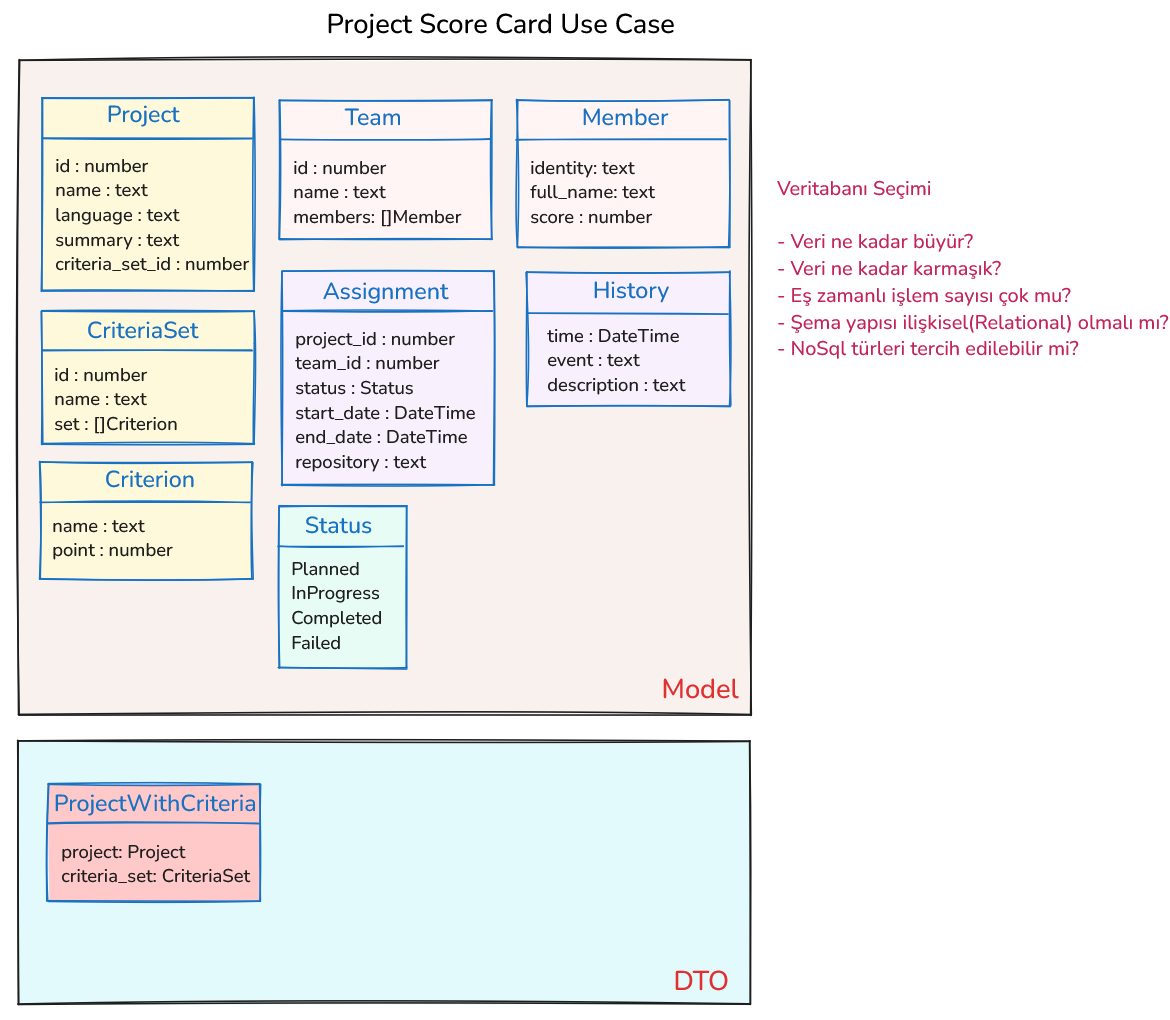 Project Score Card Use Case
Project
id : number
name : text
language : text
summary : text
criteria_set_id : number
Team
id : number
name : text
members: []Member
Member
identity: text
full_name: text
score : number
CriteriaSet
id : number
name : text
set : []Criterion
Assignment
project_id : number
team_id : number
status : Status
start_date : DateTime
end_date : DateTime
repository : text
History
time : DateTime
event : text
description : text
Criterion
name : text
point : number
Status
Planned
InProgress
Completed
Failed
Model
Veritabanı Seçimi
- Veri ne kadar büyür?
- Veri ne kadar karmaşık?
- Eş zamanlı işlem sayısı çok mu?
- Şema yapısı ilişkisel(Relational) olmalı mı?
- NoSql türleri tercih edilebilir mi?
ProjectWithCriteria
project: Project
criteria_set: CriteriaSet
DTO